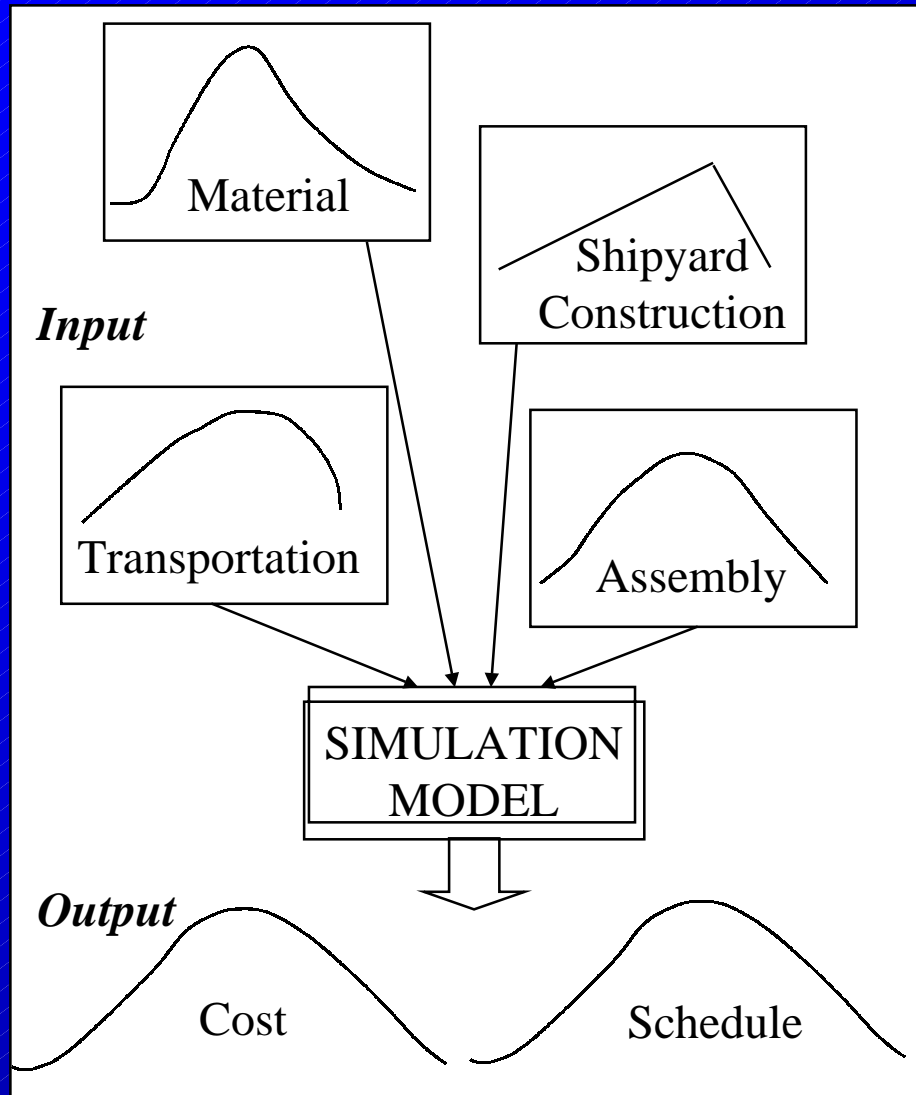 Material
Shipyard
Construction
Input
Transportation
Assembly
SIMULATION
MODEL
Output
Cost
Schedule